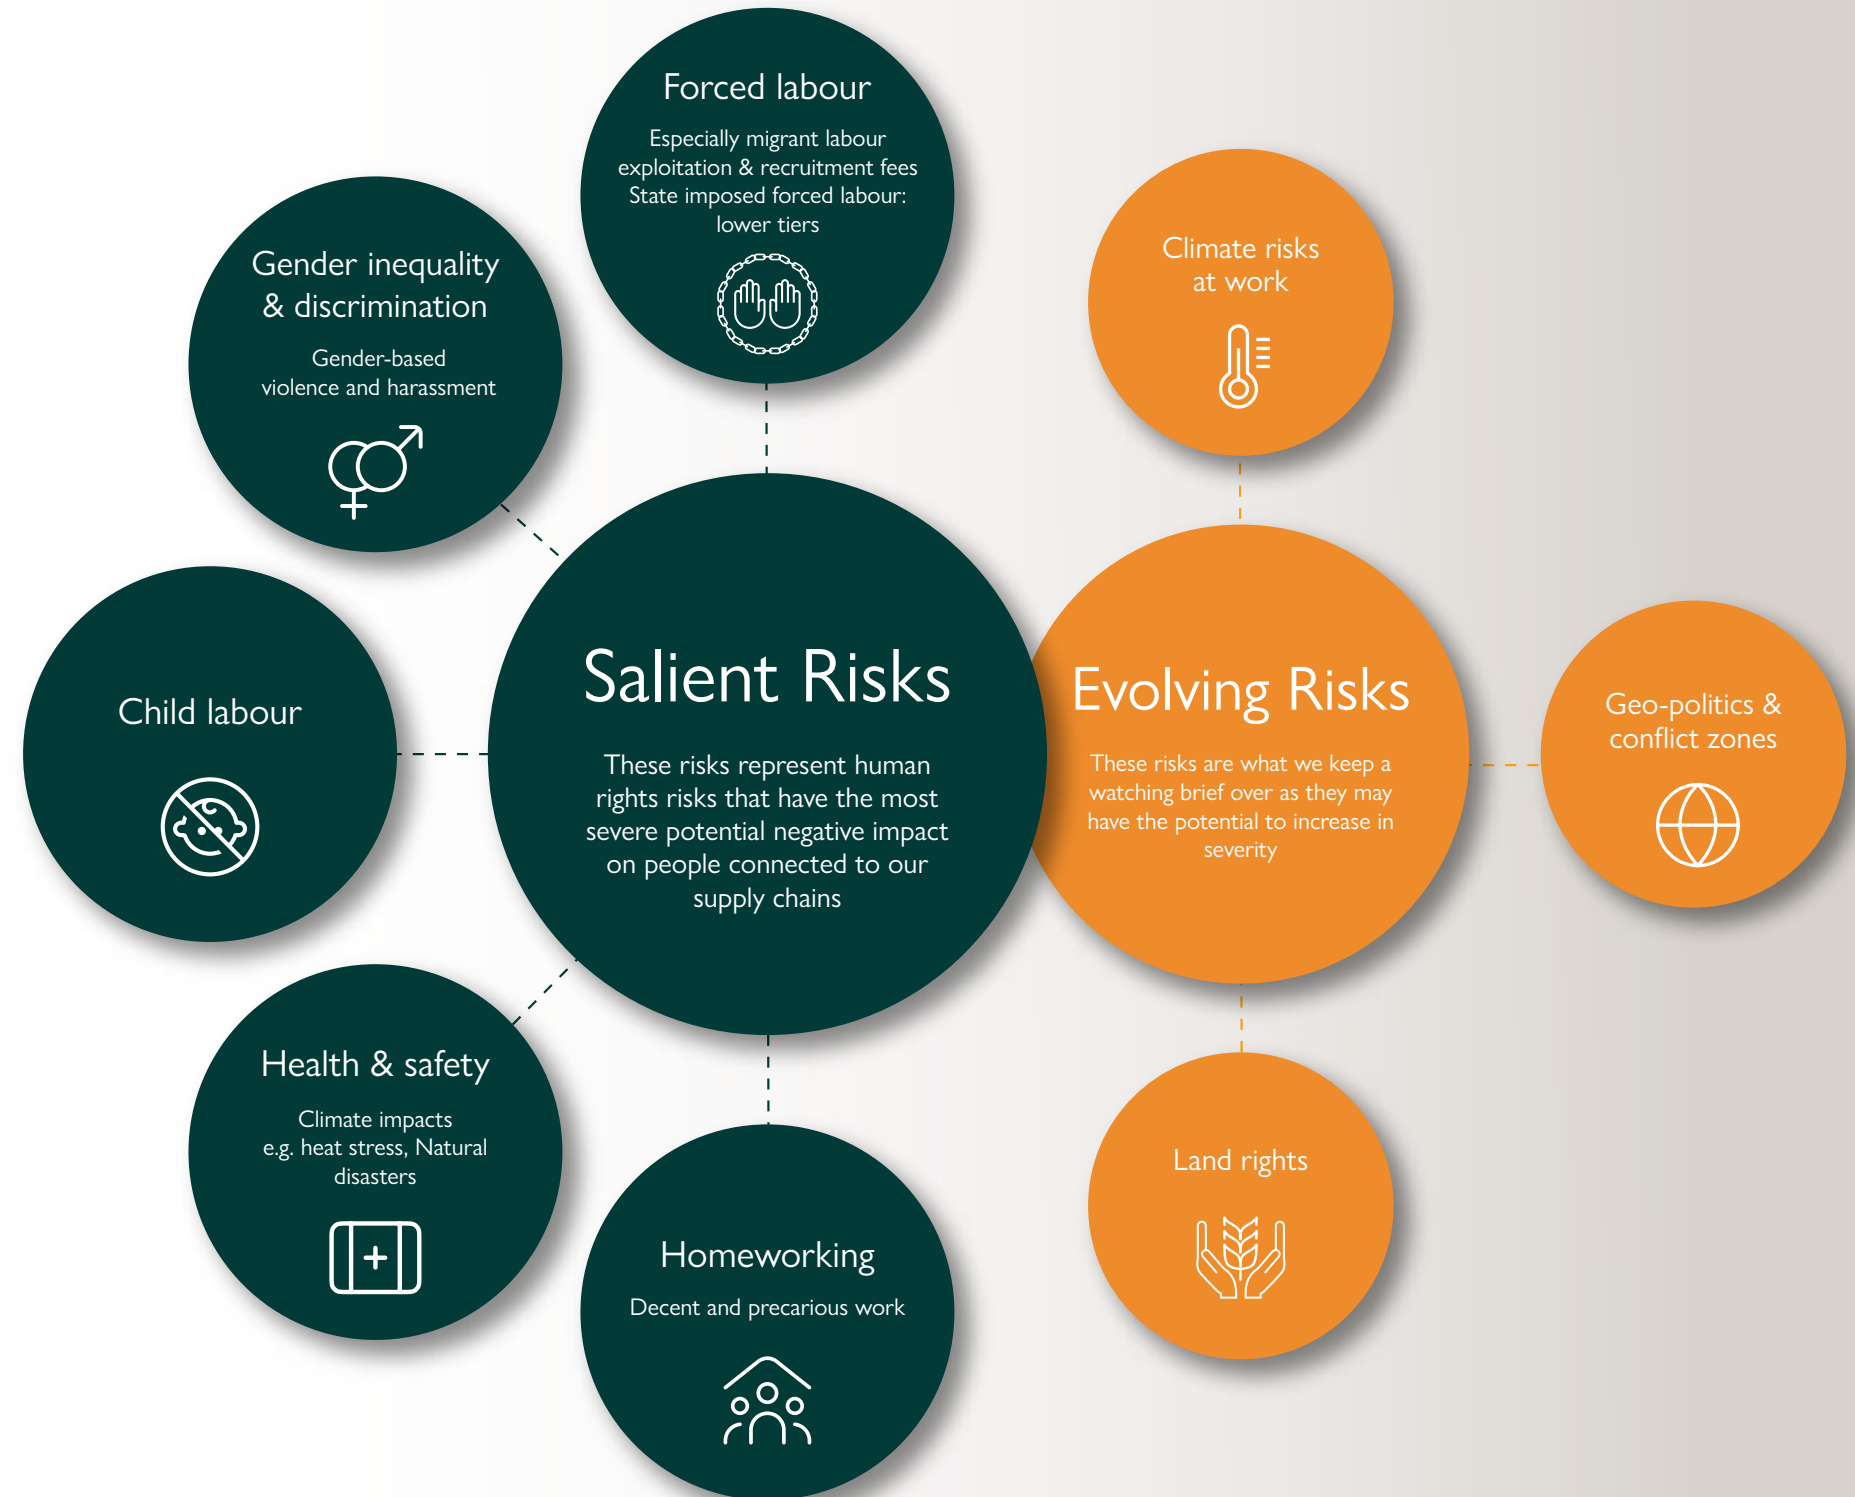 Forced labour
Especially migrant labour
exploitation & recruitment fees
State imposed forced labour:
lower tiers
Gender inequality
& discrimination
Gender-based
violence and harassment
Child labour
Health & safety
Climate impacts
e.g. heat stress, Natural
disasters
Homeworking
Decent and precarious work
Salient Risks
These risks represent human
rights risks that have the most
severe potential negative impact
on people connected to our
supply chains
Evolving Risks
These risks are what we keep a
watching brief over as they may
have the potential to increase in
severity
Climate risks
at work
Geo-politics &
conflict zones
Land rights